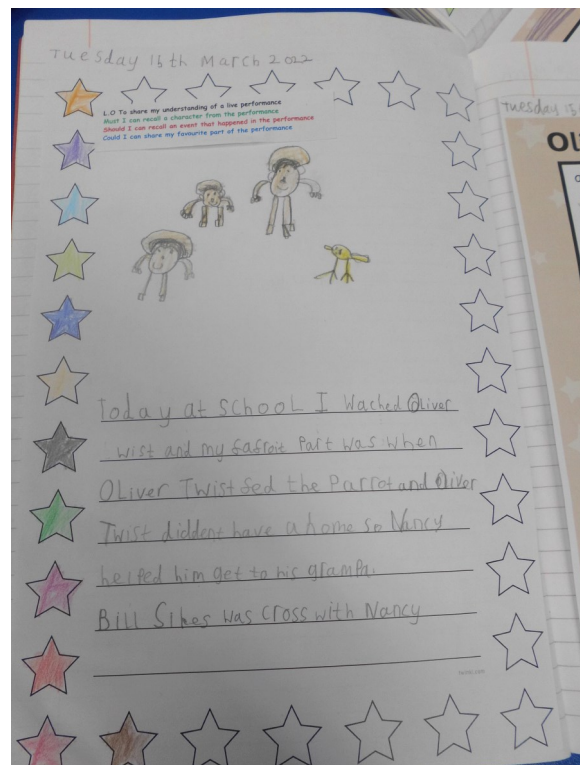 Tuesday 15th March 2022
L.O To share my understanding of a live performance
Must I can recall a character from the performance
Should I can recall an event that happened in the performance
Could I can share my favourite part of the performance
Today at SchooL I wached Oliver
wist and my fafroit Part was when
OLiver Twist fed the Parrot and Oliver
Twist diddent have a home so Nancy
helped him get to his grampa.
BiLL Sikes was cross with Nancy
Tuesday 15
OL